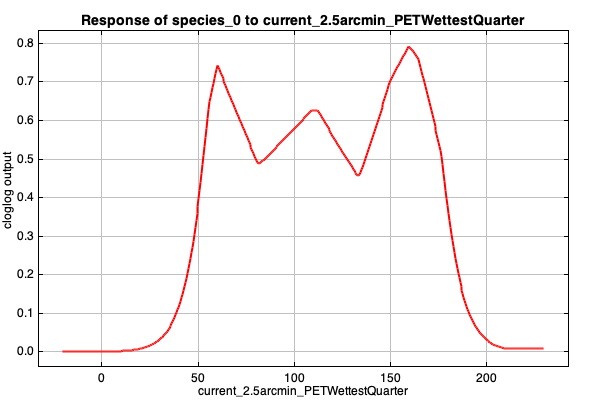 Response of species_0 to current_2.5arcmin_PETWettestQuarter
0.8
0.7
0.6
0.5
0.4
0.3
0.2
0.1
0.0
cloglog output
0 50 100 150 200
current_2.5arcmin_PETWettestQuarter